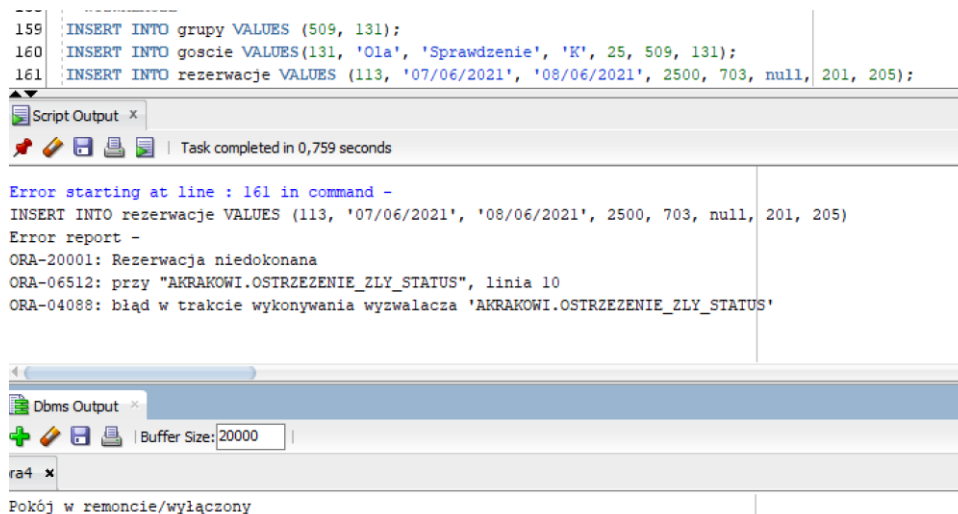 159 INSERT INTO grupy VALUES (509, 131);
160 INSERT INTO goscie VALUES(131, 'Ola', 'Sprawdzenie', 'K', 25, 509, 131);
161 INSERT INTO rezerwacje VALUES (113, '07/06/2021', '08/06/2021', 2500, 703, null, 201, 205);
Script Output x
Task completed in 0,759 seconds
Error starting at line : 161 in command -
INSERT INTO rezerwacje VALUES (113, '07/06/2021', '08/06/2021', 2500, 703, null, 201, 205)
Error report -
ORA-20001: Rezerwacja niedokonana
ORA-06512: przy "AKRAKOWI.OSTRZEZENIE_ZLY_STATUS", linia 10
ORA-04088: błąd w trakcie wykonywania wyzwalacza 'AKRAKOWI.OSTRZEZENIE_ZLY_STATUS'
Dbms Output x
Buffer Size: 20000
ra4 x
Pokój w remoncie/wyłączony